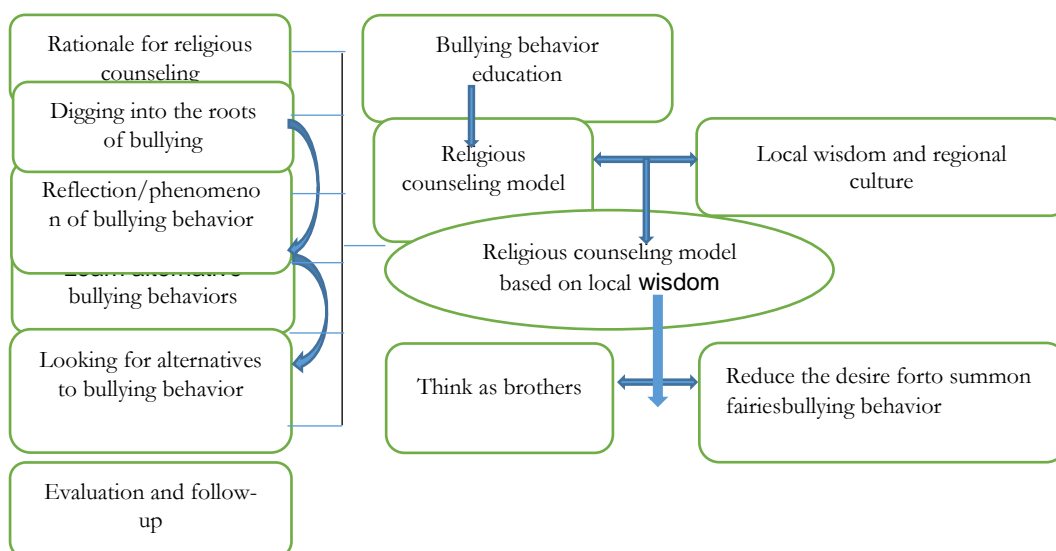 Rationale for religious
counseling
Digging into the roots
of bullying
Reflection/phenomeno
n of bullying behavior
bullying behaviors
Looking for alternatives
to bullying behavior
Evaluation and follow-
up
Bullying behavior
education
Religious
counseling model
Local wisdom and regional
culture
Religious counseling model
based on local wisdom
Think as brothers
Reduce the desire forto summon
fairiesbullying behavior